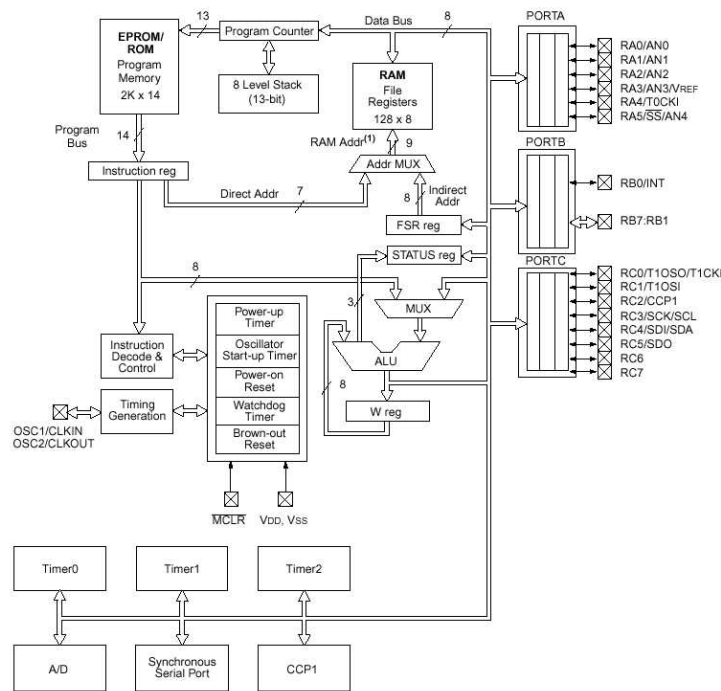 13
Data Bus
8
PORTA
EPROM/
ROM
Program
Memory
2K x 14
Program Counter
8 Level Stack
(13-bit)
RAM
File
Registers
128 x 8
RA0/AN0
RA1/AN1
RA2/AN2
RA3/AN3/VREF
RA4/T0CKI
RA5/SS/AN4
Program
Bus
14
RAM Addr(1)
9
PORTB
Addr MUX
Instruction reg
Direct Addr
7
8
Indirect
Addr
RB0/INT
FSR reg
RB7:RB1
STATUS reg
PORTC
8
3
MUX
RC0/T1OSO/T1CKI
RC1/T1OSI
RC2/CCP1
RC3/SCK/SCL
RC4/SDI/SDA
RC5/SDO
RC6
RC7
Power-up
Timer
Instruction
Decode &
Control
Oscillator
Start-up Timer
ALU
Power-on
Reset
8
Timing
Generation
Watchdog
Timer
W reg
OSC1/CLKIN
OSC2/CLKOUT
Brown-out
Reset
MCLR
VDD, VSS
Timer0
Timer1
Timer2
A/D
Synchronous
Serial Port
CCP1